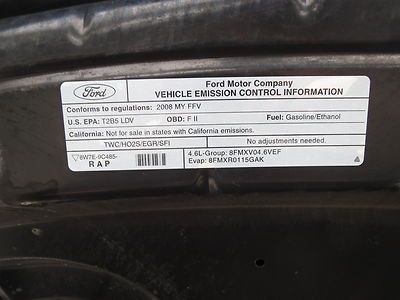 Ford
Ford Motor Company
VEHICLE EMISSION CONTROL INFORMATION
Conforms to regulations: 2008 MY FFV
U.S. EPA: T2B5 LDV OBD: F II Fuel: Gasoline/Ethanol
California: Not for sale in states with California emissions.
TWC/HO2S/EGR/SFI No adjustments needed.
8W7E-9C485- 4.6L-Group: 8FMXV04.6VEF
RAP Evap: 8FMXR0115GAK